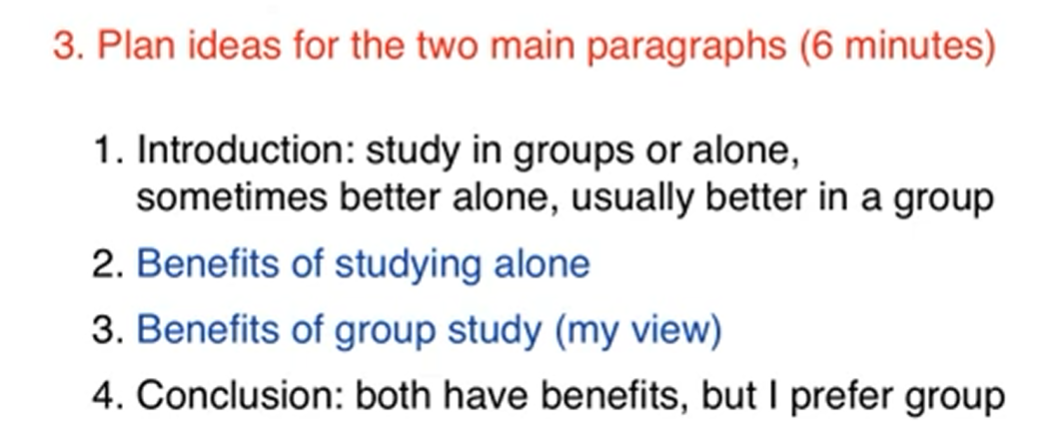 3. Plan ideas for the two main paragraphs (6 minutes)
1. Introduction: study in groups or alone,
sometimes better alone, usually better in a group
2. Benefits of studying alone
3. Benefits of group study (my view)
4. Conclusion: both have benefits, but I prefer group